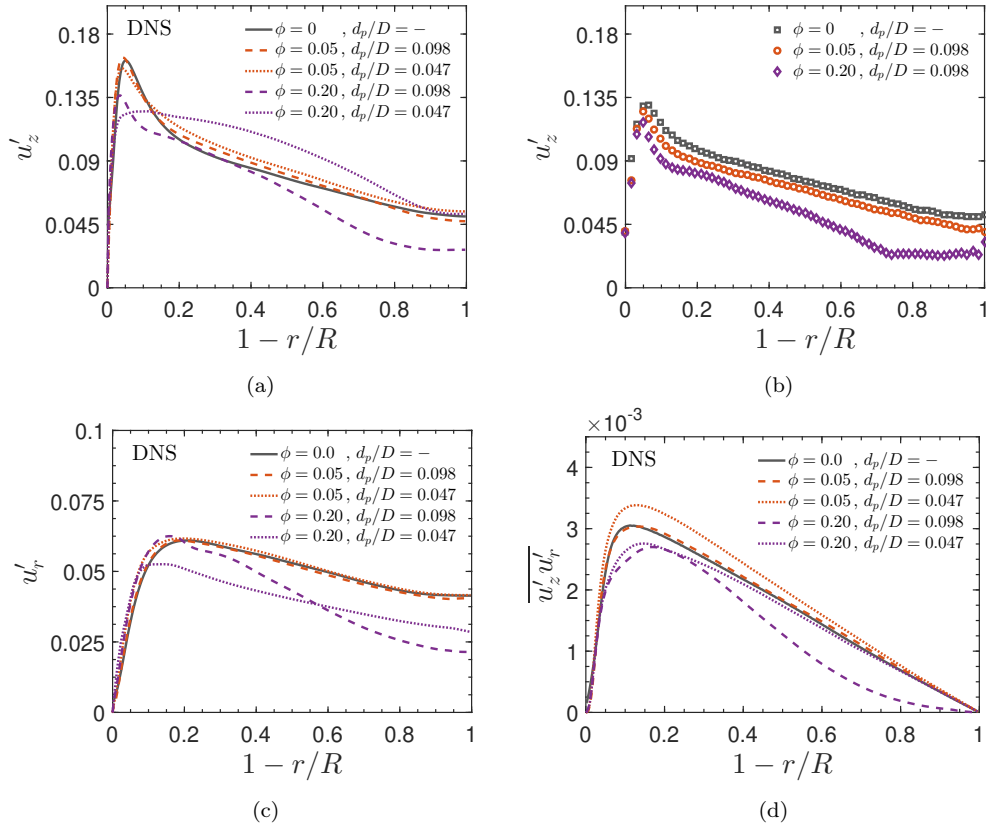 DNS
ϕ = 0 , d_p/D = −
ϕ = 0.05 , d_p/D = 0.098
ϕ = 0.05 , d_p/D = 0.047
ϕ = 0.20 , d_p/D = 0.098
ϕ = 0.20 , d_p/D = 0.047
0.18
0.135
0.09
0.045
0
u′_z
0 0.2 0.4 0.6 0.8 1
1 − r/R
(a)
ϕ = 0 , d_p/D = −
ϕ = 0.05 , d_p/D = 0.098
ϕ = 0.20 , d_p/D = 0.098
0.18
0.135
0.09
0.045
0
u′_z
0 0.2 0.4 0.6 0.8 1
1 − r/R
(b)
DNS
ϕ = 0.0 , d_p/D = −
ϕ = 0.05 , d_p/D = 0.098
ϕ = 0.05 , d_p/D = 0.047
ϕ = 0.20 , d_p/D = 0.098
ϕ = 0.20 , d_p/D = 0.047
0.1
0.075
0.05
0.025
0
u′_r
0 0.2 0.4 0.6 0.8 1
1 − r/R
(c)
×10⁻³
DNS
ϕ = 0.0 , d_p/D = −
ϕ = 0.05 , d_p/D = 0.098
ϕ = 0.05 , d_p/D = 0.047
ϕ = 0.20 , d_p/D = 0.098
ϕ = 0.20 , d_p/D = 0.047
4
3
2
1
0
u′_z u′_r
0 0.2 0.4 0.6 0.8 1
1 − r/R
(d)